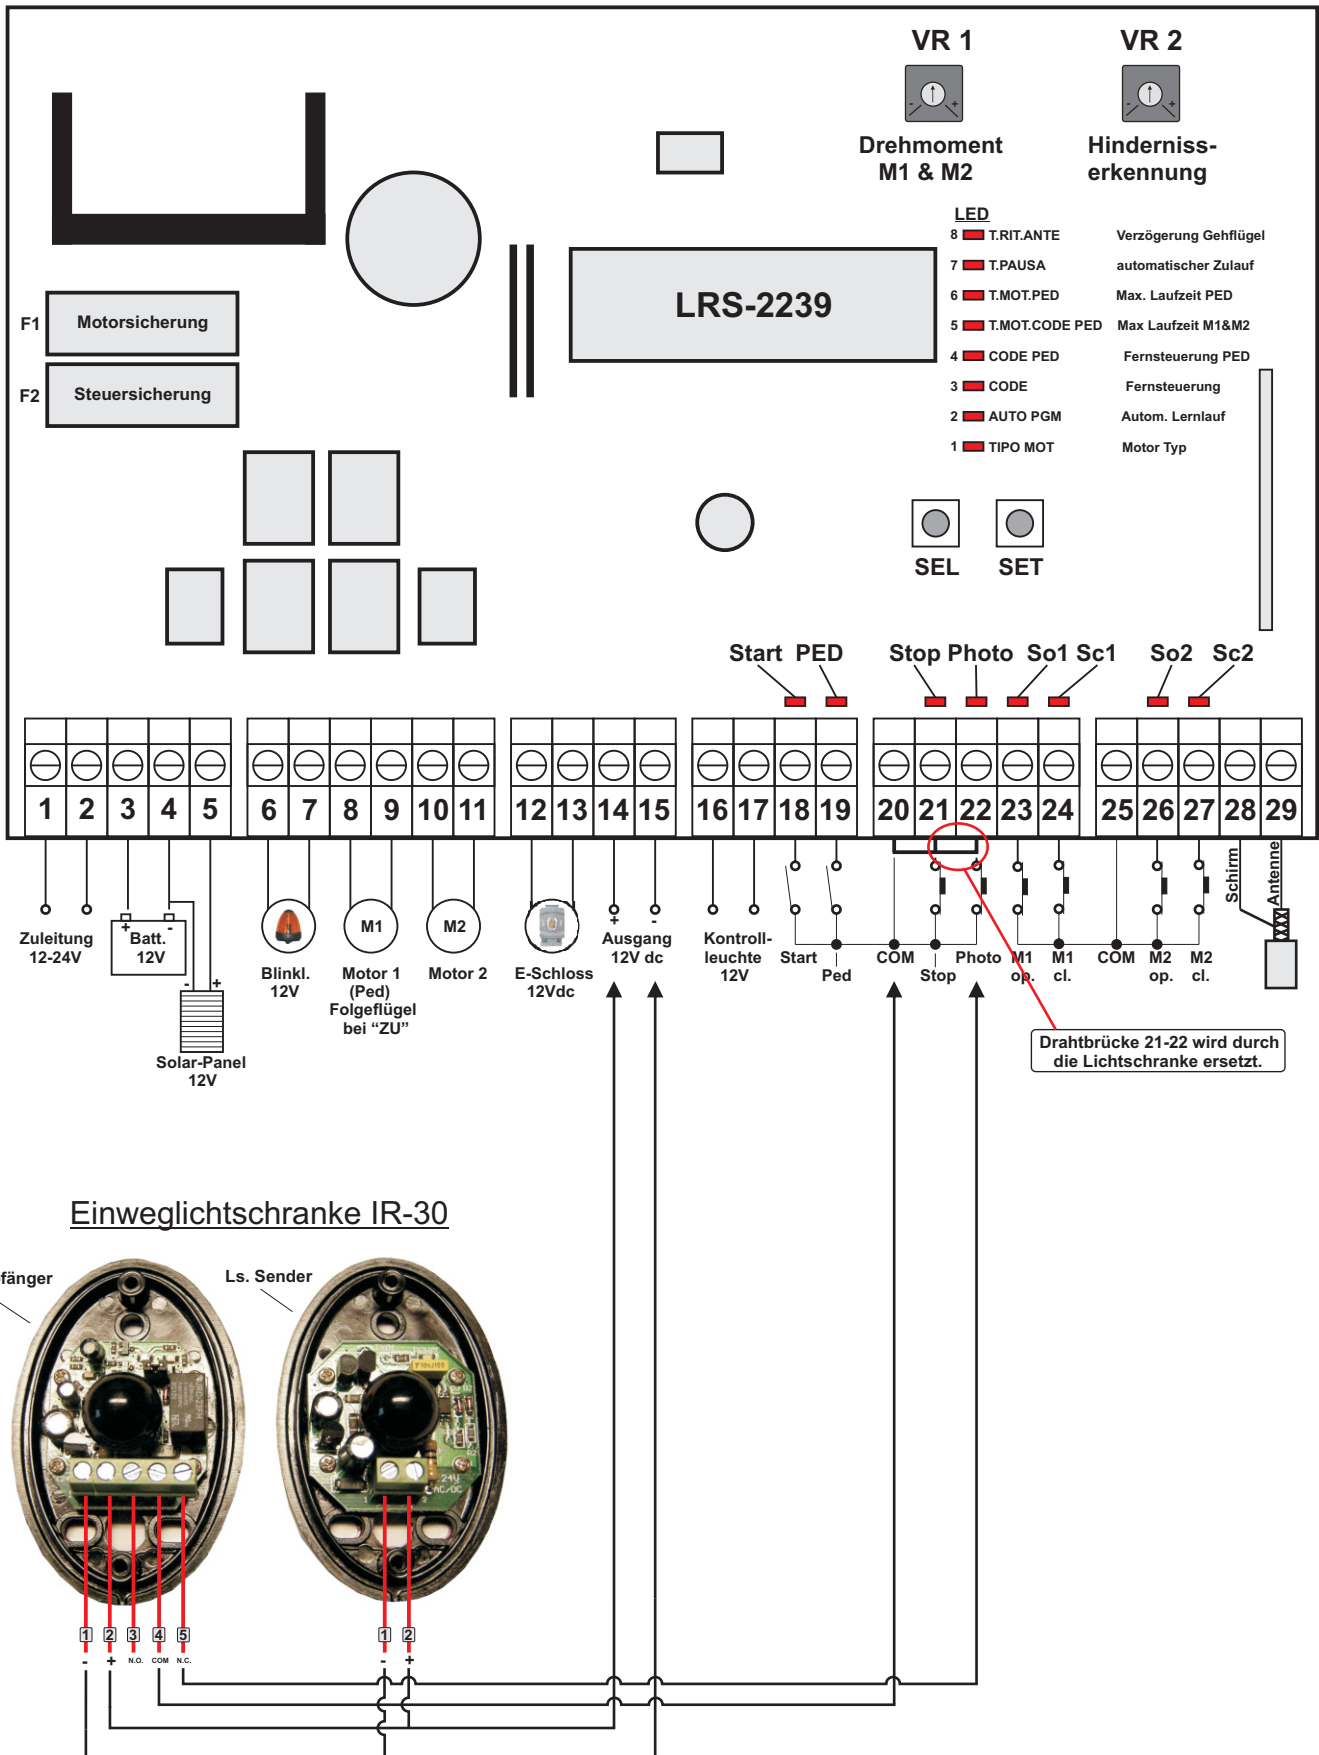 VR 1
VR 2
Drehmoment
M1 & M2
Hinderniss-
erkennung
LED
8 T.RIT.ANTE Verzögerung Gehflügel
7 T.PAUSA automatischer Zulauf
6 T.MOT.PED Max. Laufzeit PED
5 T.MOT.CODE PED Max Laufzeit M1&M2
4 CODE PED Fernsteuerung PED
3 CODE Fernsteuerung
2 AUTO PGM Autom. Lernlauf
1 TIPO MOT Motor Typ
LRS-2239
F1 Motorsicherung
F2 Steuersicherung
SEL SET
Start PED Stop Photo So1 Sc1 So2 Sc2
1 2 3 4 5 6 7 8 9 10 11 12 13 14 15 16 17 18 19 20 21 22 23 24 25 26 27 28 29
Schirm
Antenne
Zuleitung
12-24V
+ -
Batt.
12V
- +
Solar-Panel
12V
Blinkl.
12V
M1
Motor 1
(Ped)
Folgeflügel
bei “ZU”
M2
Motor 2
E-Schloss
12Vdc
+ -
Ausgang
12V dc
Kontroll-
leuchte
12V
Start
Ped
COM
Stop
Photo
M1
op.
M1
cl.
COM
M2
op.
M2
cl.
Drahtbrücke 21-22 wird durch
die Lichtschranke ersetzt.
Einweglichtschranke IR-30
fänger
Ls. Sender
24V
AC/DC
1 2
1 2 3 4 5
- + N.O. COM N.C.
1 2
- +